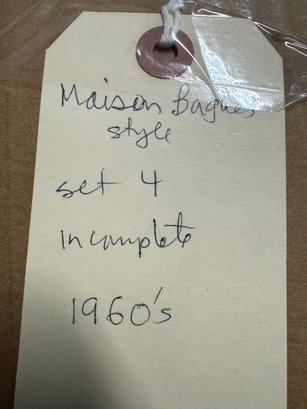 Maison Bagues
style
set 4
incomplete
1960's